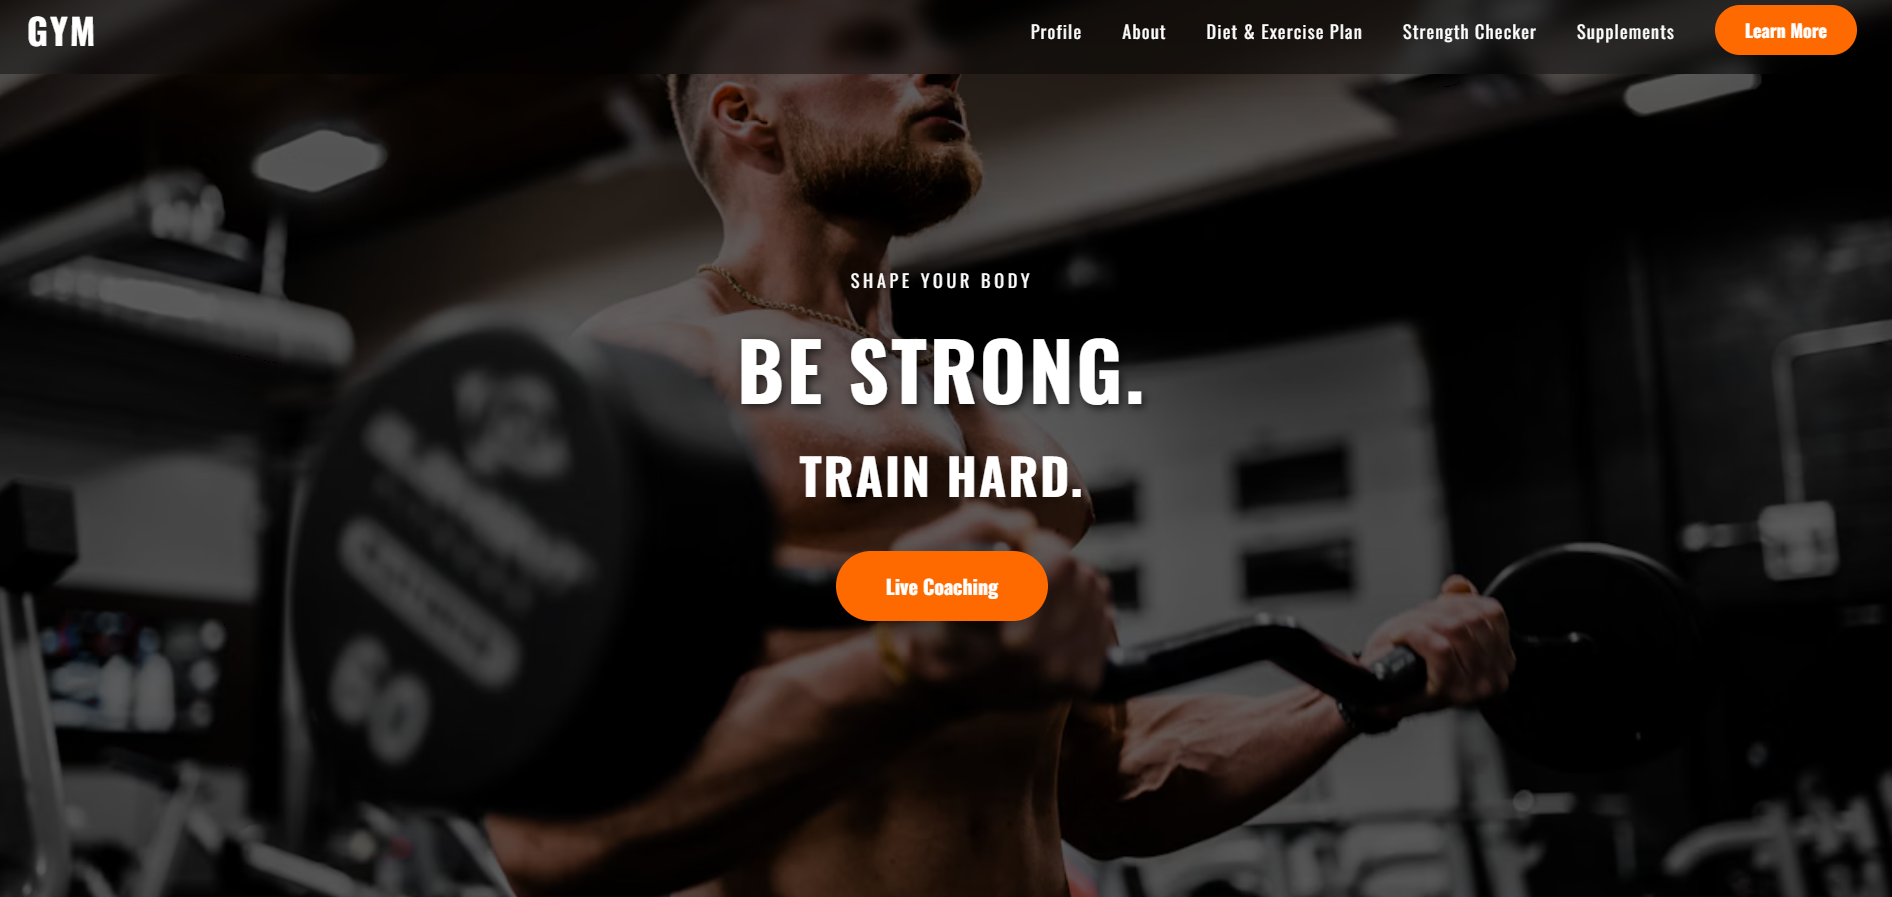 GYM
Profile About Diet & Exercise Plan Strength Checker Supplements Learn More
SHAPE YOUR BODY
BE STRONG.
TRAIN HARD.
Live Coaching
60